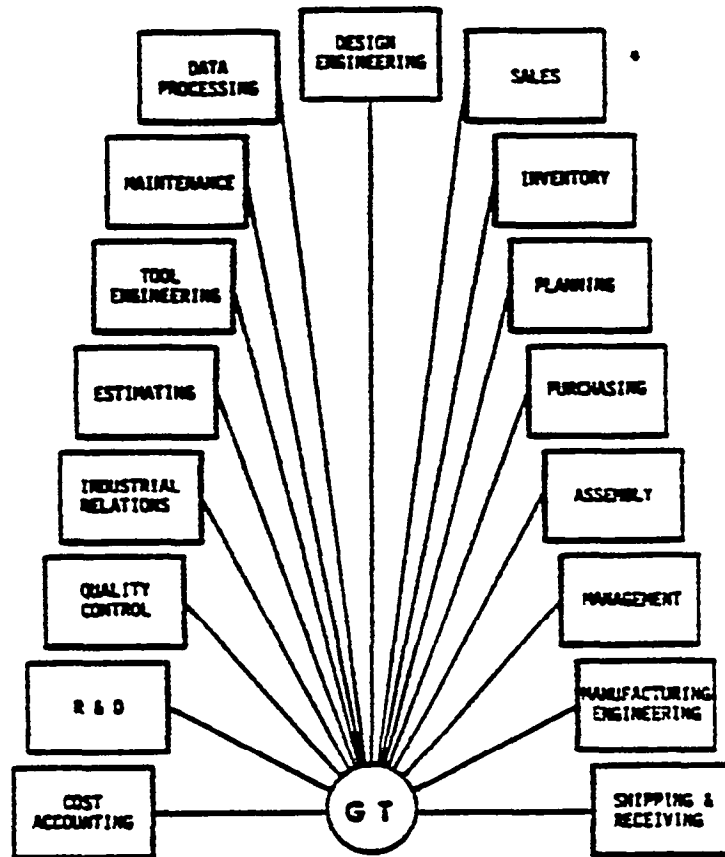 DESIGN
ENGINEERING
DATA
PROCESSING
SALES
MAINTENANCE
INVENTORY
TOOL
ENGINEERING
PLANNING
ESTIMATING
PURCHASING
INDUSTRIAL
RELATIONS
ASSEMBLY
QUALITY
CONTROL
MANAGEMENT
R & D
MANUFACTURING
ENGINEERING
COST
ACCOUNTING
G T
SHIPPING &
RECEIVING